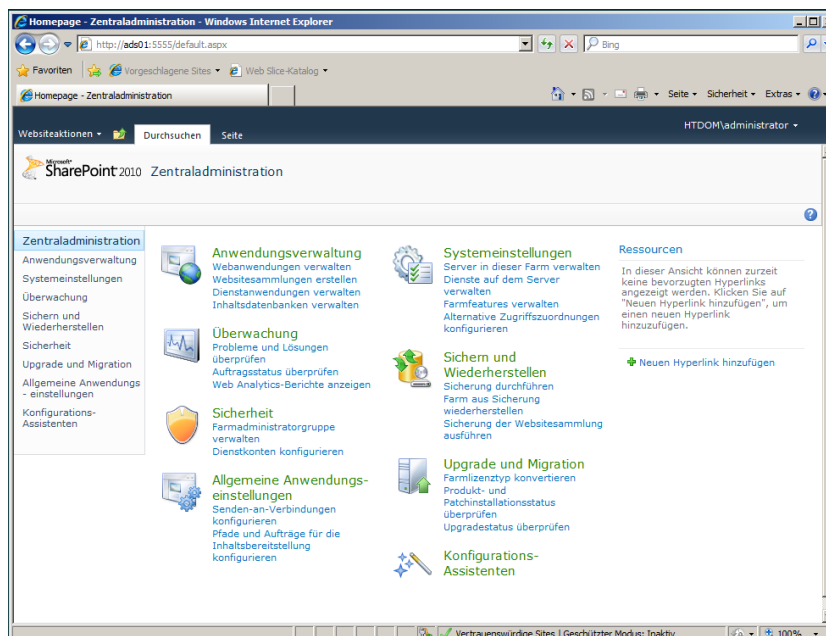 Homepage - Zentraladministration - Windows Internet Explorer
http://ads01:5555/default.aspx
Bing
Favoriten
Vorgeschlagene Sites
Web Slice-Katalog
Homepage - Zentraladministration
Seite
Sicherheit
Extras
Websiteaktionen
Durchsuchen
Seite
HTDOM\administrator
Microsoft
SharePoint 2010
Zentraladministration
Zentraladministration
Anwendungsverwaltung
Systemeinstellungen
Überwachung
Sichern und
Wiederherstellen
Sicherheit
Upgrade und Migration
Allgemeine Anwendungs
- einstellungen
Konfigurations-
Assistenten
Anwendungsverwaltung
Webanwendungen verwalten
Websitesammlungen erstellen
Dienstanwendungen verwalten
Inhaltsdatenbanken verwalten
Überwachung
Probleme und Lösungen
überprüfen
Auftragsstatus überprüfen
Web Analytics-Berichte anzeigen
Sicherheit
Farmadministratorgruppe
verwalten
Dienstkonten konfigurieren
Allgemeine Anwendungs-
einstellungen
Senden-an-Verbindungen
konfigurieren
Pfade und Aufträge für die
Inhaltsbereitstellung
konfigurieren
Systemeinstellungen
Server in dieser Farm verwalten
Dienste auf dem Server
verwalten
Farmfeatures verwalten
Alternative Zugriffszuordnungen
konfigurieren
Sichern und
Wiederherstellen
Sicherung durchführen
Farm aus Sicherung
wiederherstellen
Sicherung der Websitesammlung
ausführen
Upgrade und Migration
Farmlizenztyp konvertieren
Produkt- und
Patchinstallationsstatus
überprüfen
Upgradestatus überprüfen
Konfigurations-
Assistenten
Ressourcen
In dieser Ansicht können zurzeit
keine bevorzugten Hyperlinks
angezeigt werden. Klicken Sie auf
"Neuen Hyperlink hinzufügen", um
einen neuen Hyperlink
hinzuzufügen.
Neuen Hyperlink hinzufügen
Vertrauenswürdige Sites | Geschützter Modus: Inaktiv
100%